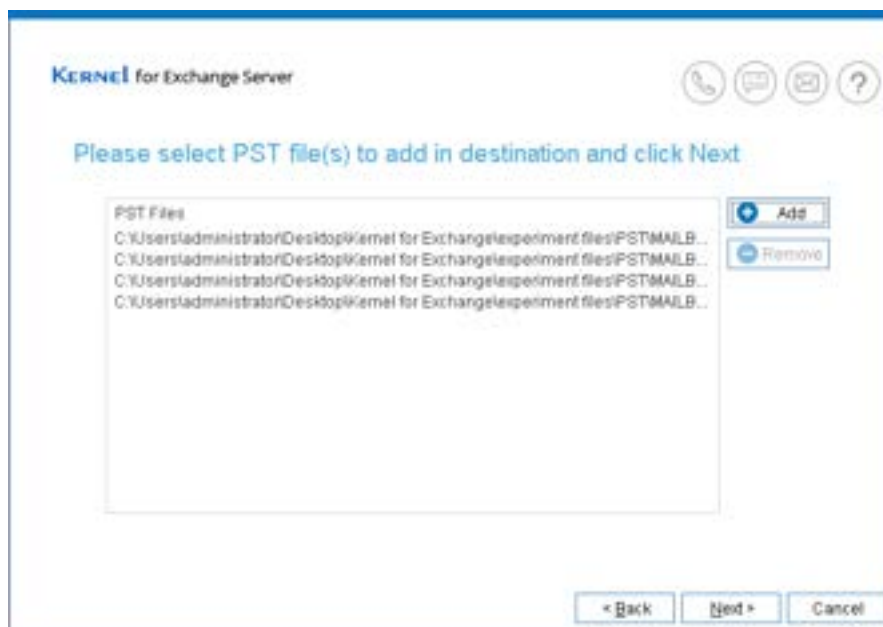 KERNEL for Exchange Server
?
Please select PST file(s) to add in destination and click Next
PST Files
C:\Users\administrator\Desktop\Kernel for Exchange\experiment files\PST\MAILB...
C:\Users\administrator\Desktop\Kernel for Exchange\experiment files\PST\MAILB...
C:\Users\administrator\Desktop\Kernel for Exchange\experiment files\PST\MAILB...
C:\Users\administrator\Desktop\Kernel for Exchange\experiment files\PST\MAILB...
Add
Remove
< Back
Next >
Cancel